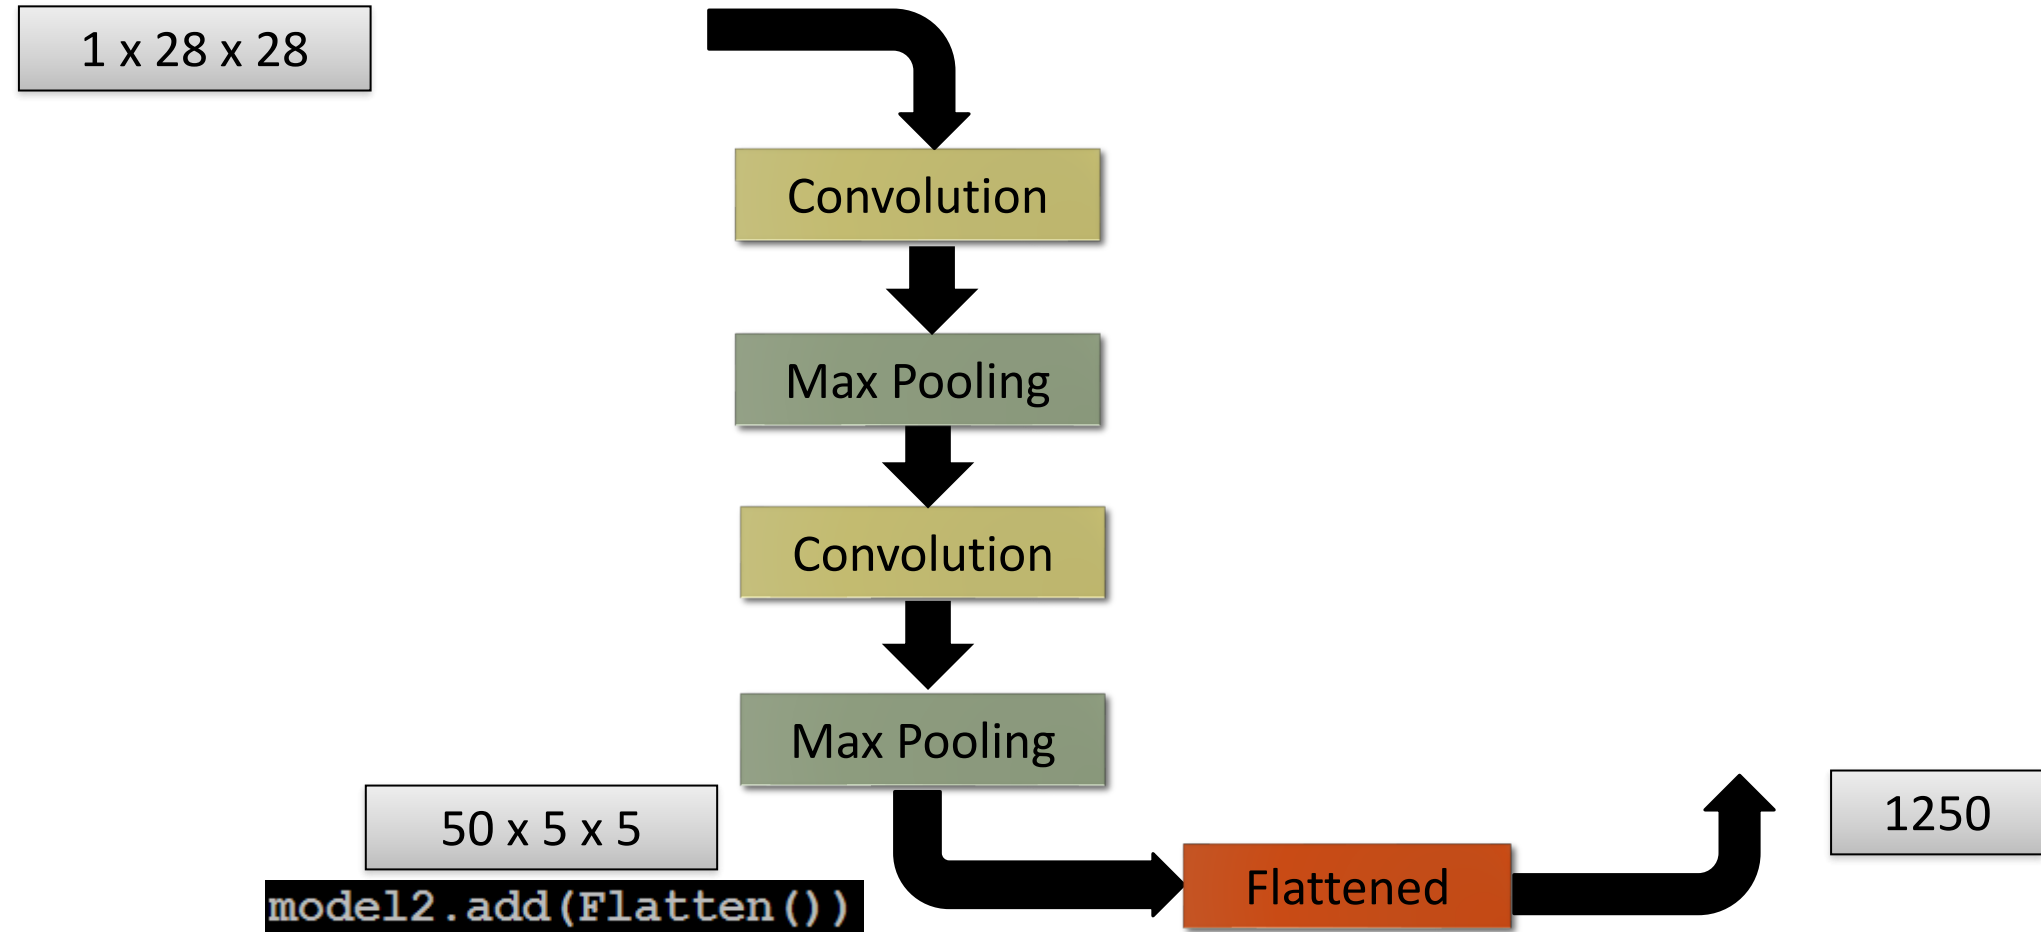 1 x 28 x 28
Convolution
Max Pooling
Convolution
Max Pooling
50 x 5 x 5
1250
model2.add(Flatten())
Flattened